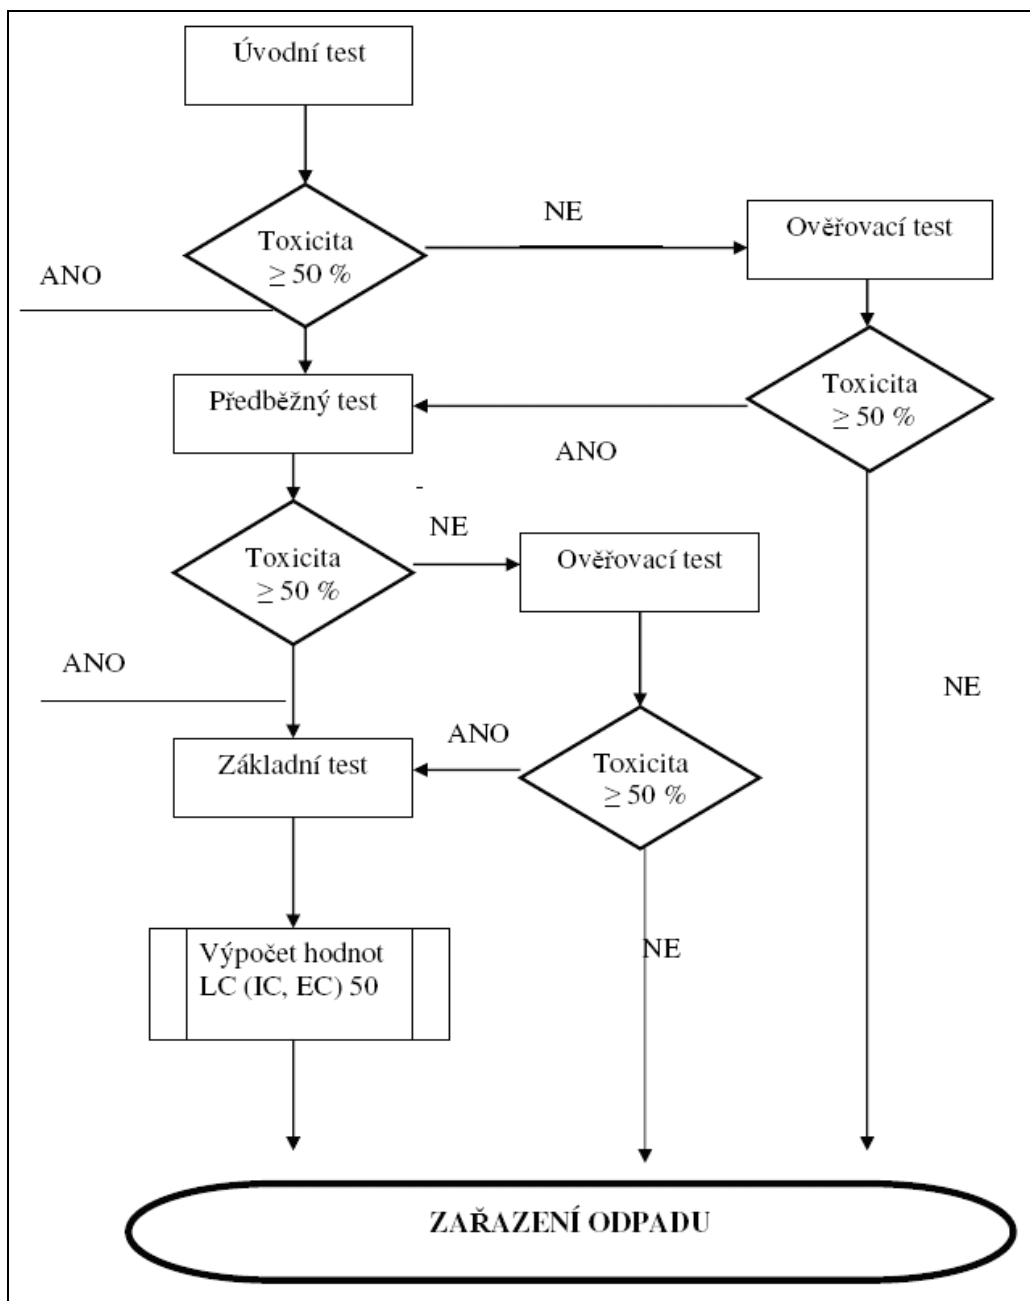 Úvodní test
NE
Toxicita
≥ 50 %
Ověřovací test
ANO
Předběžný test
Toxicita
≥ 50 %
ANO
-
NE
Toxicita
≥ 50 %
Ověřovací test
ANO
NE
Základní test
ANO
Toxicita
≥ 50 %
Výpočet hodnot
LC (IC, EC) 50
NE
ZAŘAZENÍ ODPADU